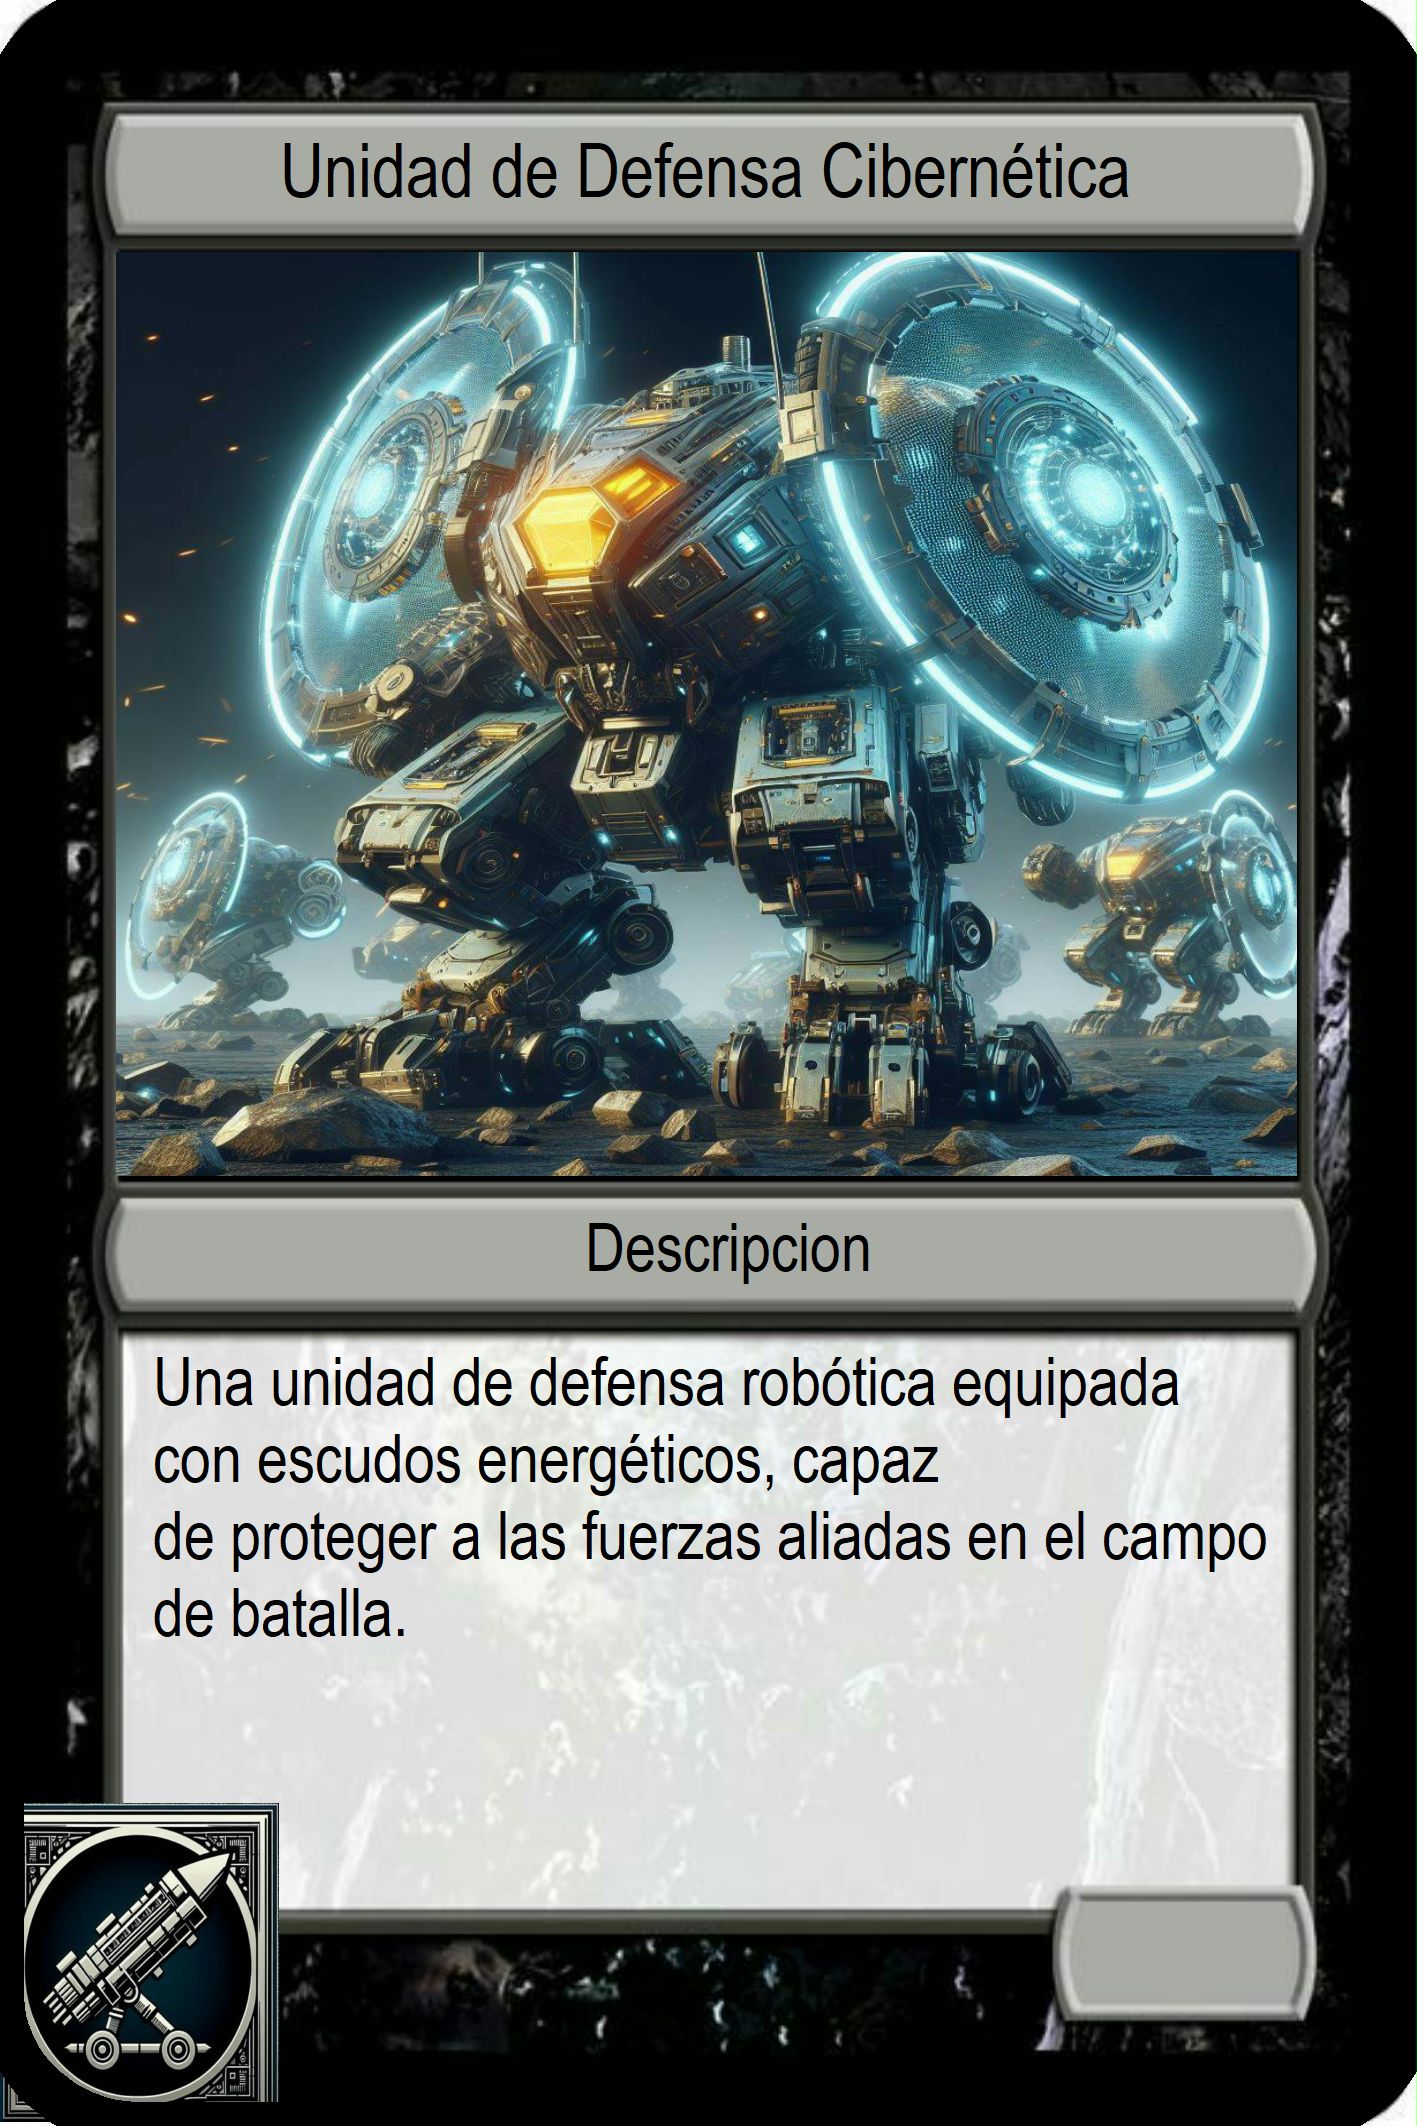 Unidad de Defensa Cibernética
Descripcion
Una unidad de defensa robótica equipada
con escudos energéticos, capaz
de proteger a las fuerzas aliadas en el campo
de batalla.